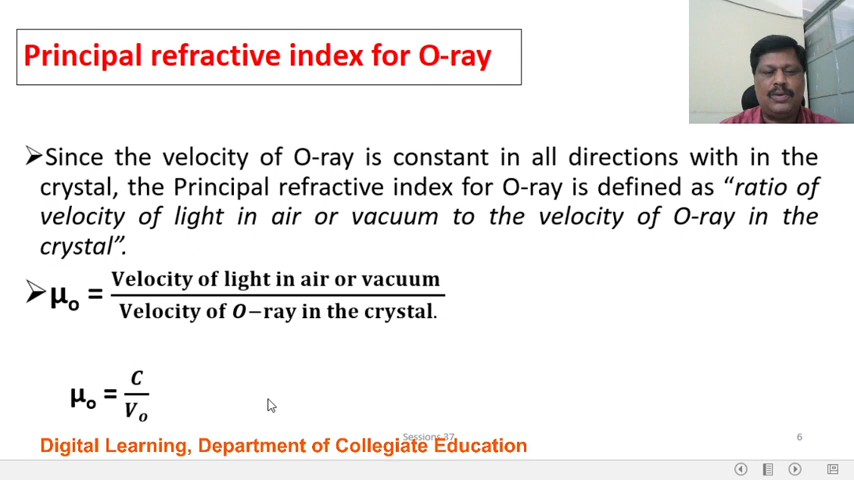 Principal refractive index for O-ray
➢Since the velocity of O-ray is constant in all directions with in the
crystal, the Principal refractive index for O-ray is defined as “ratio of
velocity of light in air or vacuum to the velocity of O-ray in the
crystal”.
➢μₒ = Velocity of light in air or vacuum
Velocity of O−ray in the crystal.
μₒ = C
Vₒ
Sessions 37
6
Digital Learning, Department of Collegiate Education